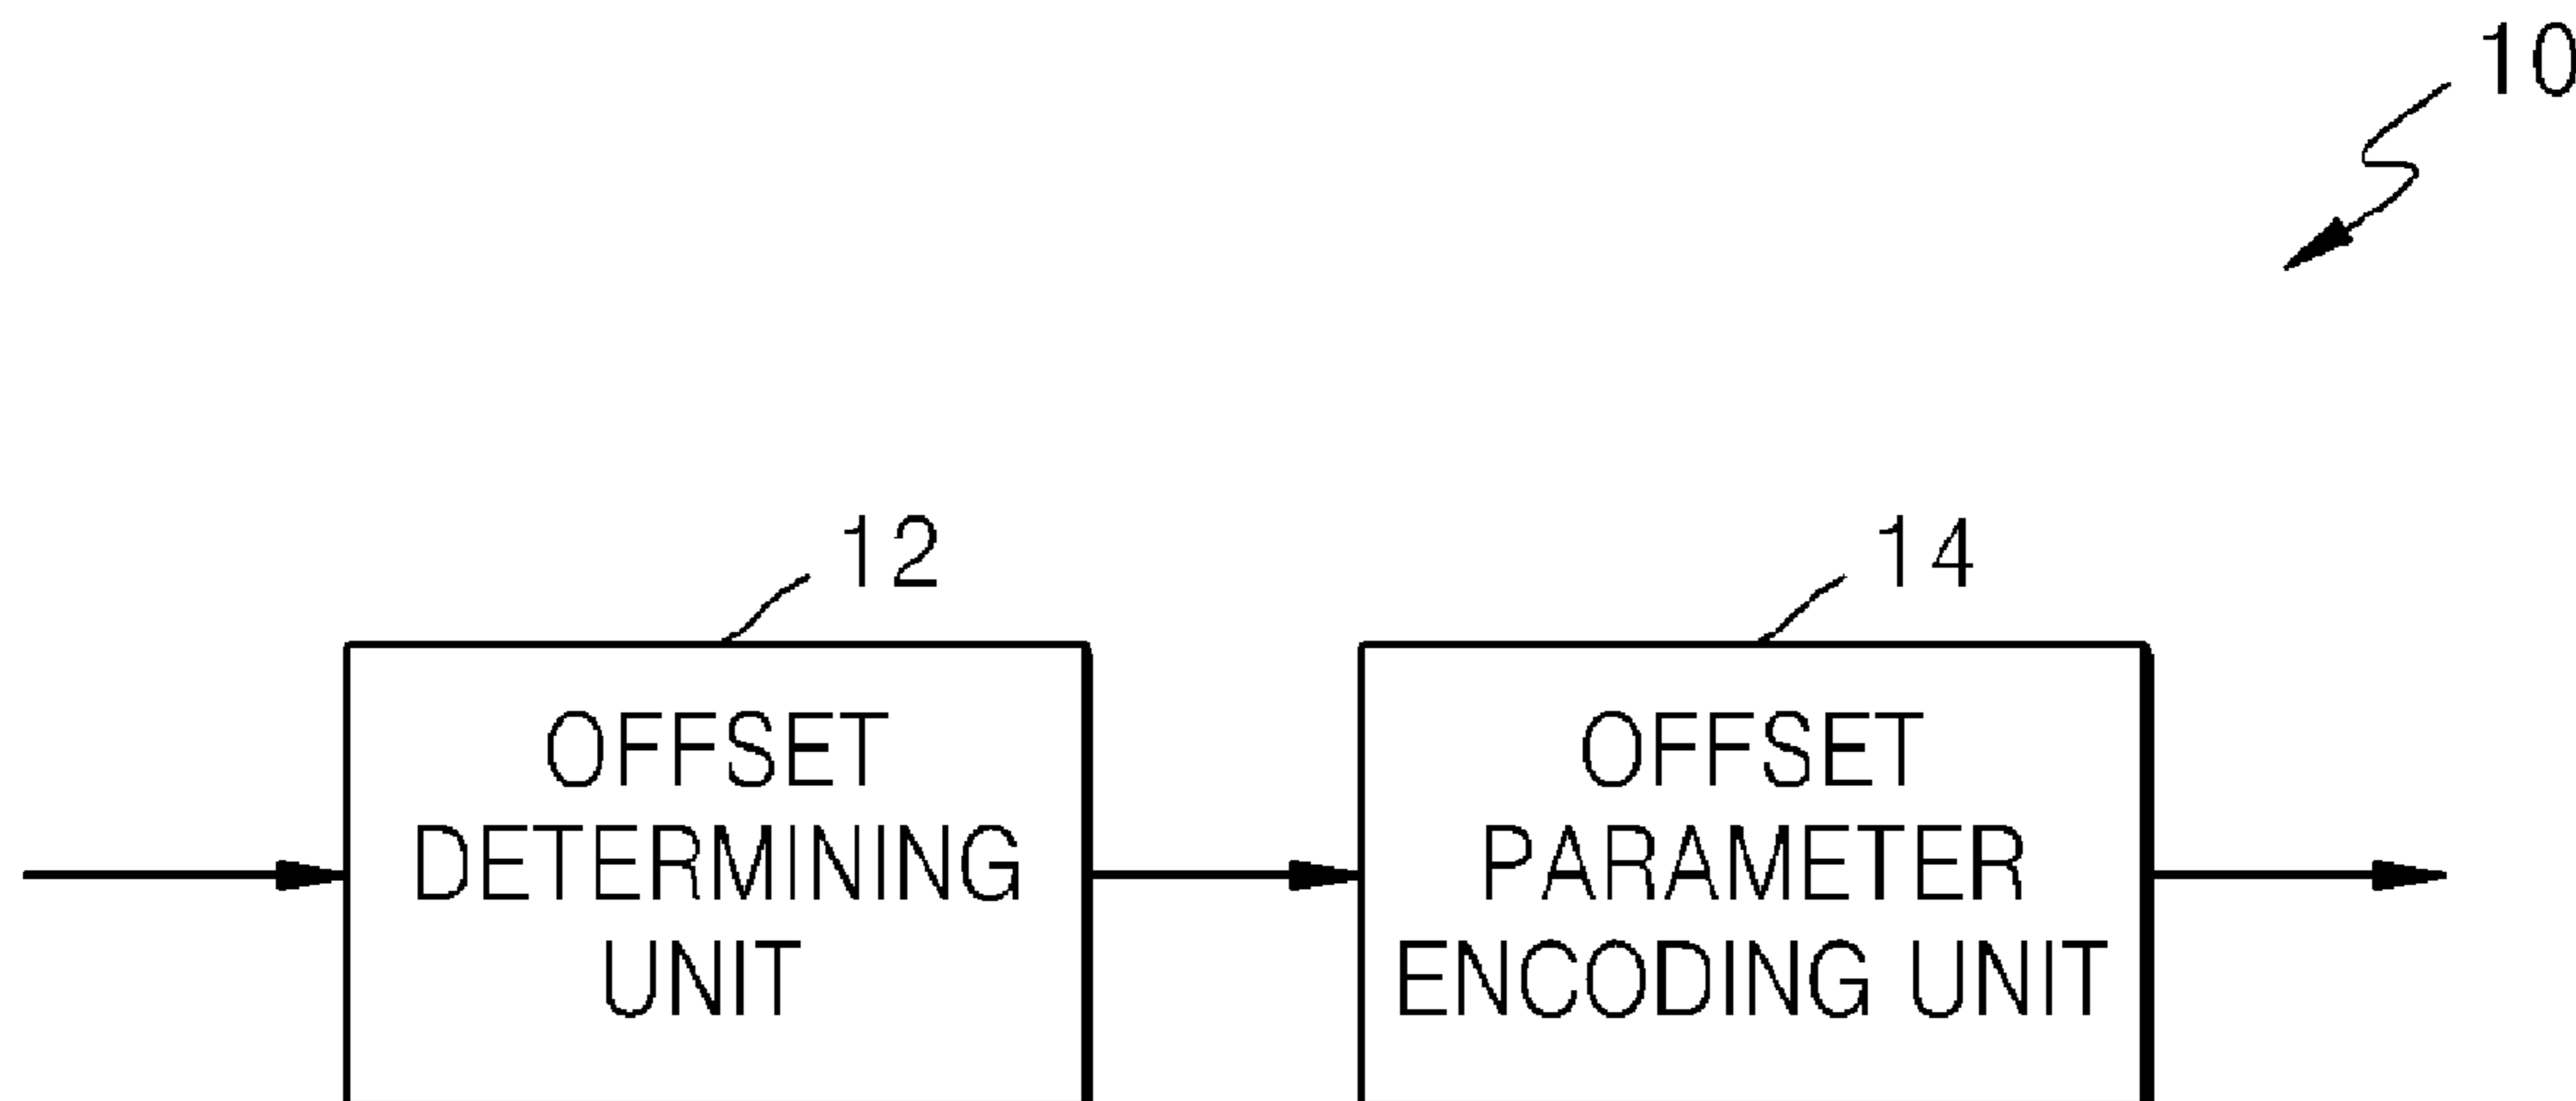 10
12
14
OFFSET
DETERMINING
UNIT
OFFSET
PARAMETER
ENCODING UNIT